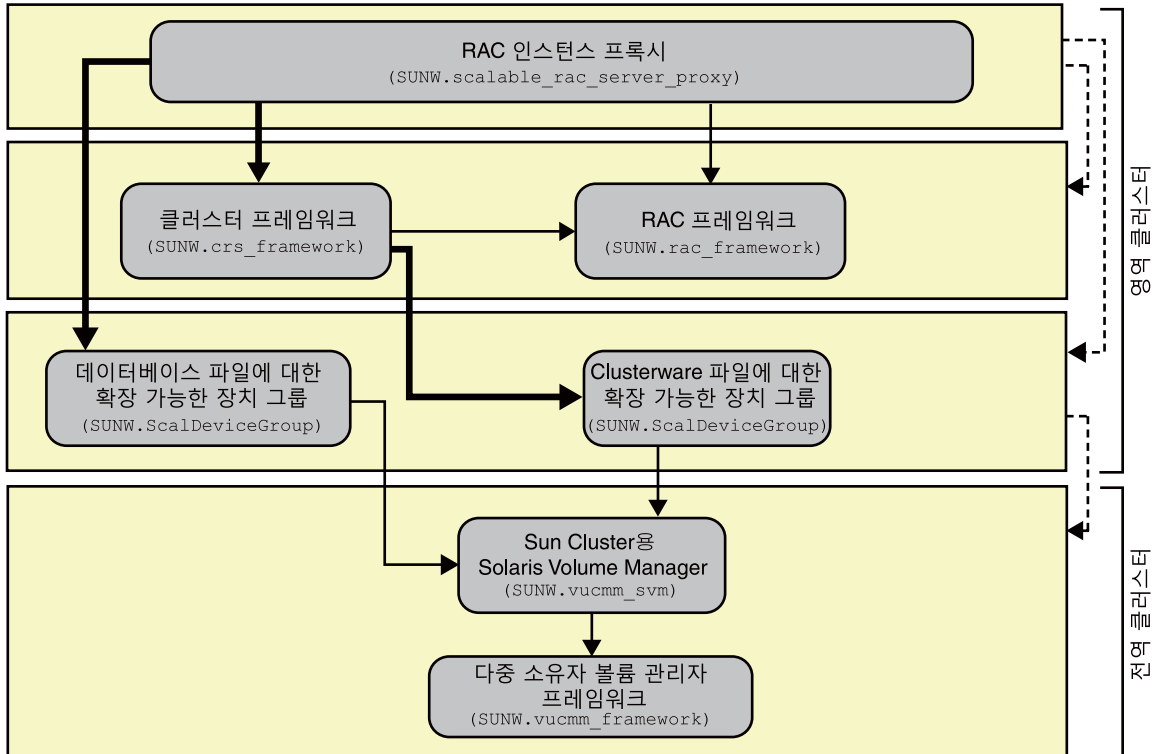 RAC 인스턴스 프록시
(SUNW.scalable_rac_server_proxy)
클러스터 프레임워크
(SUNW.crs_framework)
RAC 프레임워크
(SUNW.rac_framework)
영역 클러스터
데이터베이스 파일에 대한
확장 가능한 장치 그룹
(SUNW.ScalDeviceGroup)
Clusterware 파일에 대한
확장 가능한 장치 그룹
(SUNW.ScalDeviceGroup)
Sun Cluster용
Solaris Volume Manager
(SUNW.vucmm_svm)
전역 클러스터
다중 소유자 볼륨 관리자
프레임워크
(SUNW.vucmm_framework)